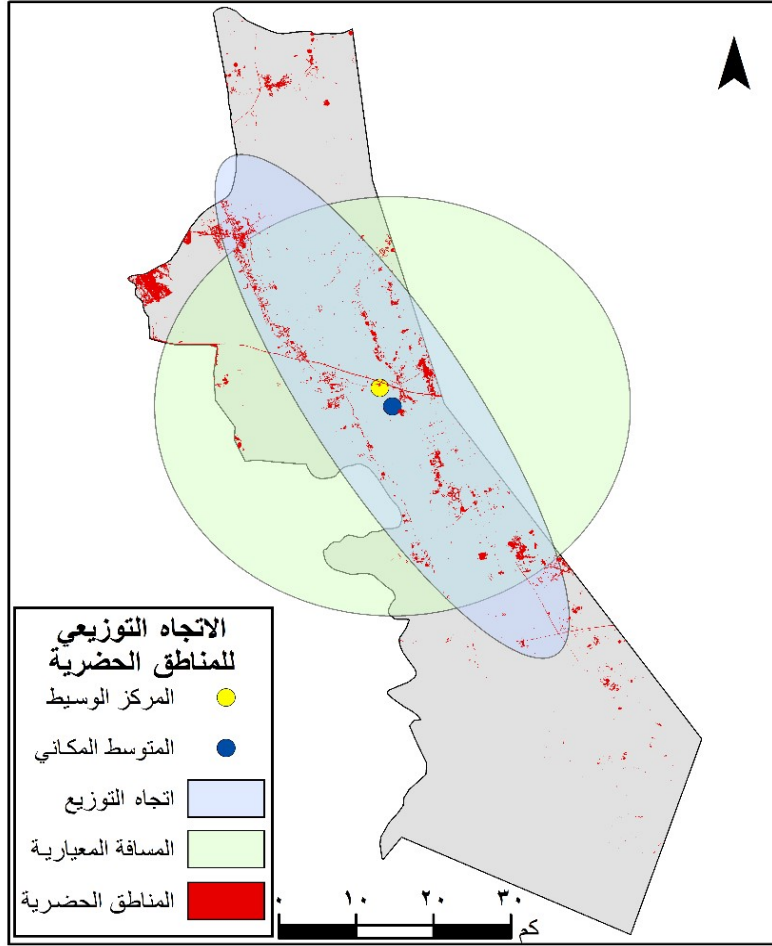 الاتجاه التوزيعي
للمناطق الحضرية
المركز الوسيط
المتوسط المكاني
اتجاه التوزيع
المسافة المعيارية
المناطق الحضرية
٠ ١٠ ٢٠ ٣٠
كم